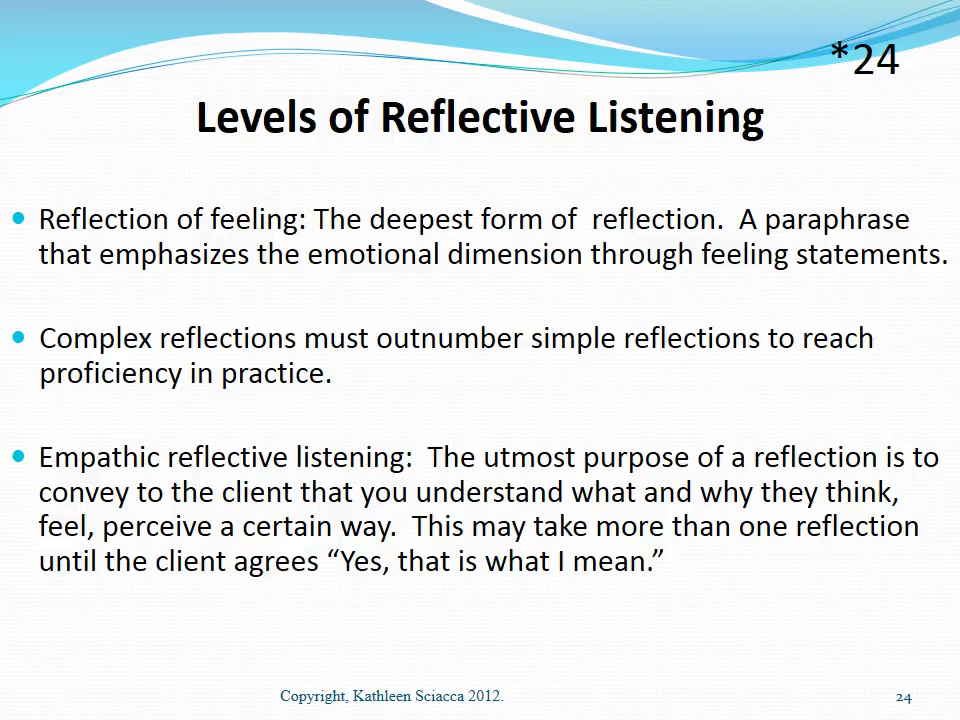 *24
Levels of Reflective Listening
• Reflection of feeling: The deepest form of  reflection.  A paraphrase
that emphasizes the emotional dimension through feeling statements.
• Complex reflections must outnumber simple reflections to reach
proficiency in practice.
• Empathic reflective listening:  The utmost purpose of a reflection is to
convey to the client that you understand what and why they think,
feel, perceive a certain way.  This may take more than one reflection
until the client agrees “Yes, that is what I mean.”
Copyright, Kathleen Sciacca 2012.
24